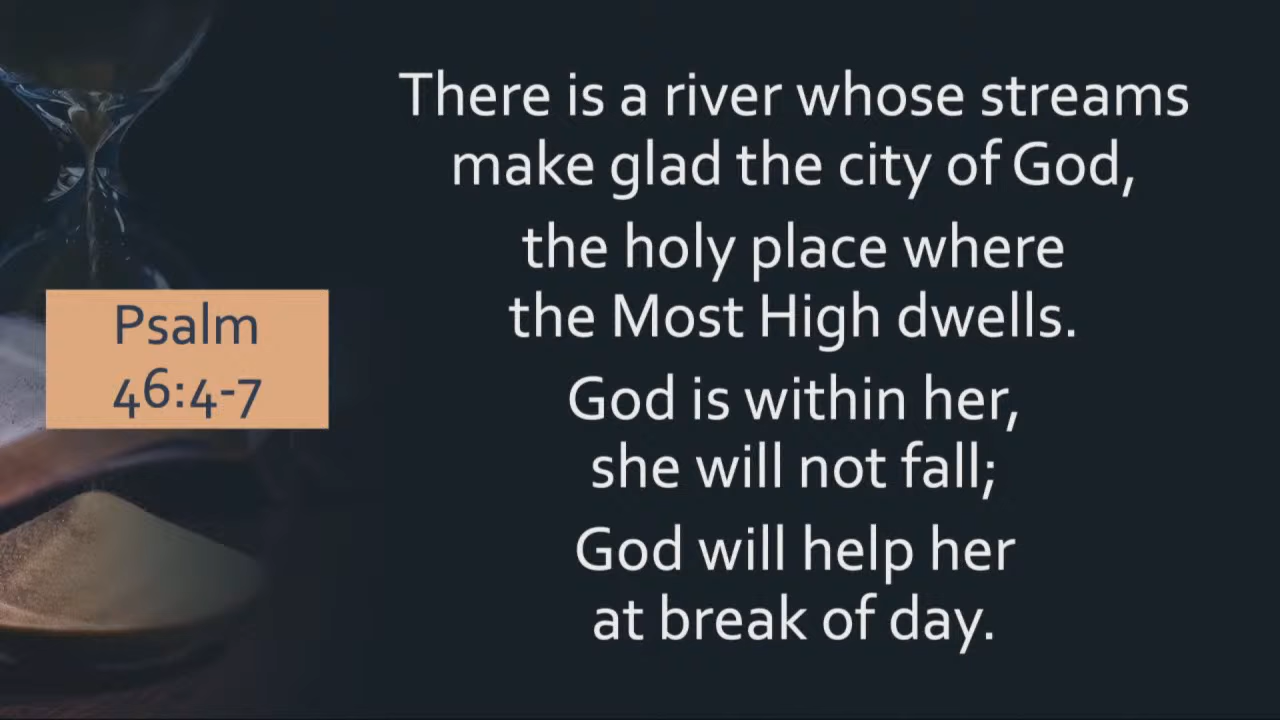 Psalm
46:4-7
There is a river whose streams
make glad the city of God,
the holy place where
the Most High dwells.
God is within her,
she will not fall;
God will help her
at break of day.